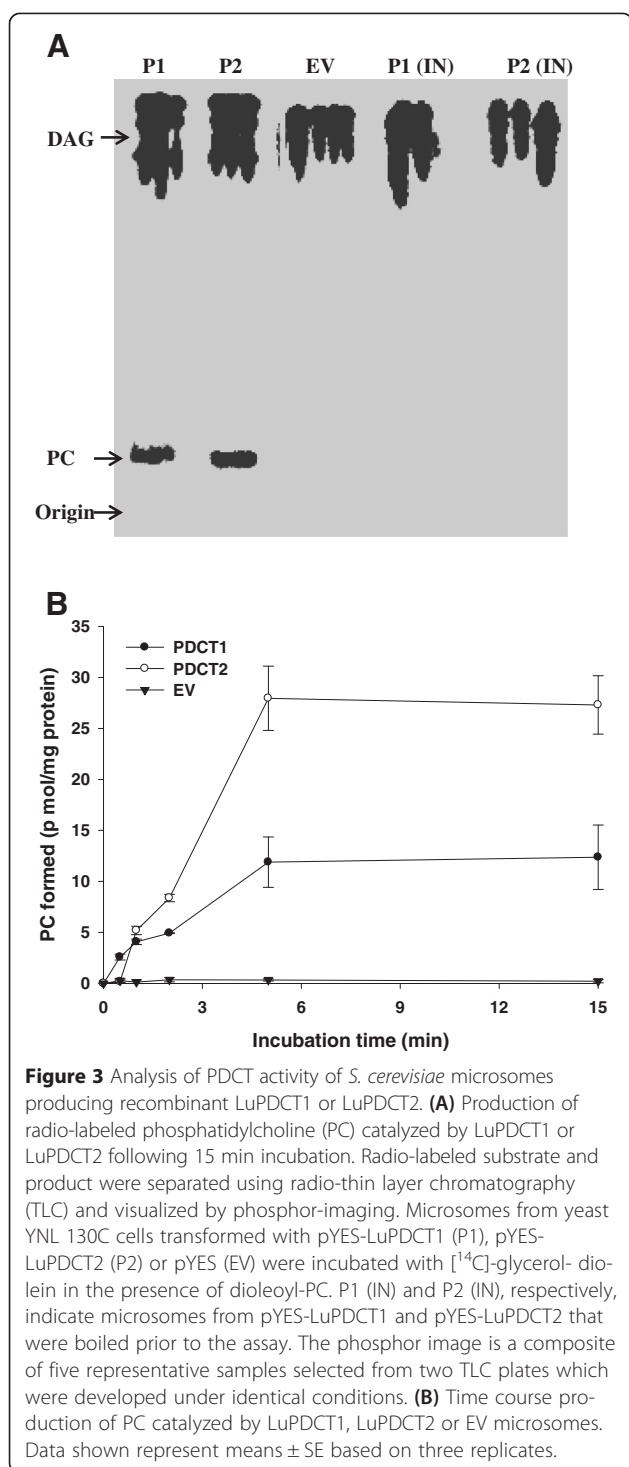 A
P1 P2 EV P1 (IN) P2 (IN)
DAG
PC
Origin
B
35
30
25
20
15
10
5
0
PC formed (p mol/mg protein)
PDCT1
PDCT2
EV
0 3 6 9 12 15
Incubation time (min)
Figure 3 Analysis of PDCT activity of S. cerevisiae microsomes
producing recombinant LuPDCT1 or LuPDCT2. (A) Production of
radio-labeled phosphatidylcholine (PC) catalyzed by LuPDCT1 or
LuPDCT2 following 15 min incubation. Radio-labeled substrate and
product were separated using radio-thin layer chromatography
(TLC) and visualized by phosphor-imaging. Microsomes from yeast
YNL 130C cells transformed with pYES-LuPDCT1 (P1), pYES-
LuPDCT2 (P2) or pYES (EV) were incubated with [¹⁴C]-glycerol- dio-
lein in the presence of dioleoyl-PC. P1 (IN) and P2 (IN), respectively,
indicate microsomes from pYES-LuPDCT1 and pYES-LuPDCT2 that
were boiled prior to the assay. The phosphor image is a composite
of five representative samples selected from two TLC plates which
were developed under identical conditions. (B) Time course pro-
duction of PC catalyzed by LuPDCT1, LuPDCT2 or EV microsomes.
Data shown represent means ± SE based on three replicates.